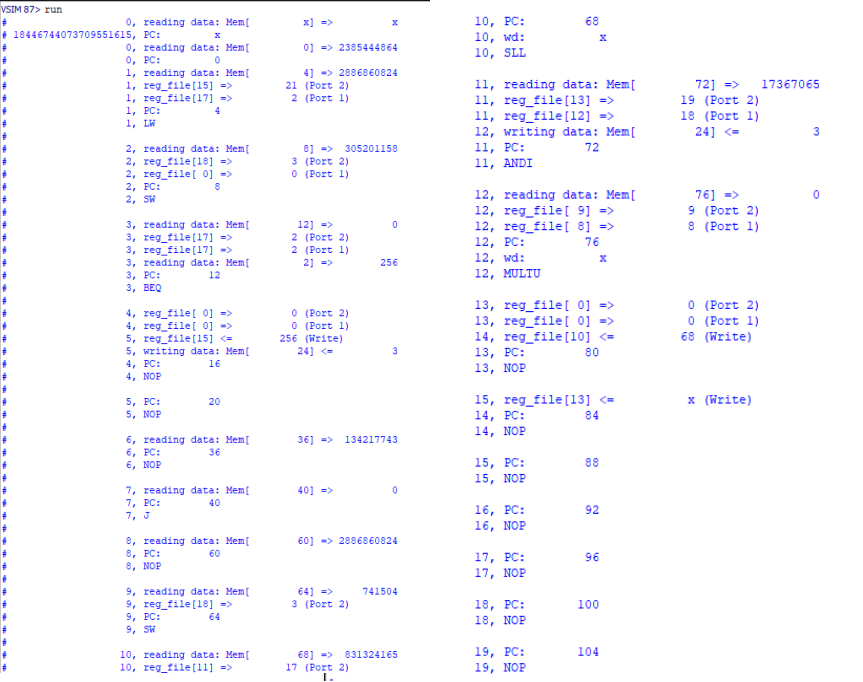 VSIM 87> run
# 0, reading data: Mem[ x] => x
# 18446744073709551615, PC: x
# 0, reading data: Mem[ 0] => 2385444864
# 0, PC: 0
# 1, reading data: Mem[ 4] => 2886860824
# 1, reg_file[15] => 21 (Port 2)
# 1, reg_file[17] => 2 (Port 1)
# 1, PC: 4
# 1, LW
#
# 2, reading data: Mem[ 8] => 305201158
# 2, reg_file[18] => 3 (Port 2)
# 2, reg_file[ 0] => 0 (Port 1)
# 2, PC: 8
# 2, SW
#
# 3, reading data: Mem[ 12] => 0
# 3, reg_file[17] => 2 (Port 2)
# 3, reg_file[17] => 2 (Port 1)
# 3, reading data: Mem[ 2] => 256
# 3, PC: 12
# 3, BEQ
#
# 4, reg_file[ 0] => 0 (Port 2)
# 4, reg_file[ 0] => 0 (Port 1)
# 5, reg_file[15] <= 256 (Write)
# 5, writing data: Mem[ 24] <= 3
# 4, PC: 16
# 4, NOP
#
# 5, PC: 20
# 5, NOP
#
# 6, reading data: Mem[ 36] => 134217743
# 6, PC: 36
# 6, NOP
#
# 7, reading data: Mem[ 40] => 0
# 7, PC: 40
# 7, J
#
# 8, reading data: Mem[ 60] => 2886860824
# 8, PC: 60
# 8, NOP
#
# 9, reading data: Mem[ 64] => 741504
# 9, reg_file[18] => 3 (Port 2)
# 9, PC: 64
# 9, SW
#
# 10, reading data: Mem[ 68] => 831324165
# 10, reg_file[11] => 17 (Port 2)
10, PC: 68
10, wd: x
10, SLL
11, reading data: Mem[ 72] => 17367065
11, reg_file[13] => 19 (Port 2)
11, reg_file[12] => 18 (Port 1)
12, writing data: Mem[ 24] <= 3
11, PC: 72
11, ANDI
12, reading data: Mem[ 76] => 0
12, reg_file[ 9] => 9 (Port 2)
12, reg_file[ 8] => 8 (Port 1)
12, PC: 76
12, wd: x
12, MULTU
13, reg_file[ 0] => 0 (Port 2)
13, reg_file[ 0] => 0 (Port 1)
14, reg_file[10] <= 68 (Write)
13, PC: 80
13, NOP
15, reg_file[13] <= x (Write)
14, PC: 84
14, NOP
15, PC: 88
15, NOP
16, PC: 92
16, NOP
17, PC: 96
17, NOP
18, PC: 100
18, NOP
19, PC: 104
19, NOP